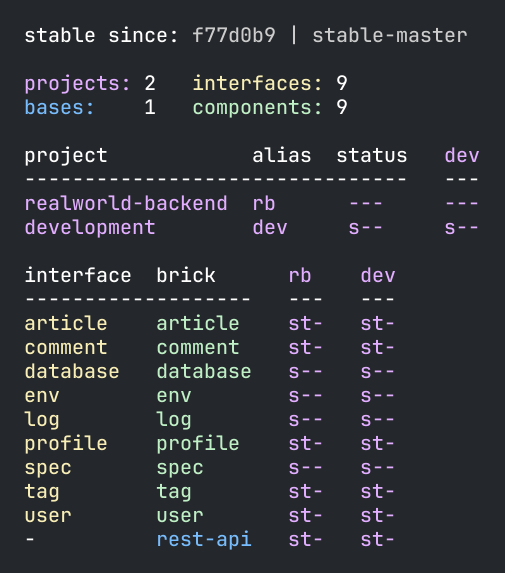 stable since: f77d0b9 | stable-master

projects: 2   interfaces: 9
bases:    1   components: 9

project            alias  status   dev
--------------------------------   ---
realworld-backend  rb      ---     ---
development        dev     s--     s--

interface  brick      rb    dev
-------------------   ---   ---
article    article    st-   st-
comment    comment    st-   st-
database   database   s--   s--
env        env        s--   s--
log        log        s--   s--
profile    profile    st-   st-
spec       spec       s--   s--
tag        tag        st-   st-
user       user       st-   st-
-          rest-api   st-   st-